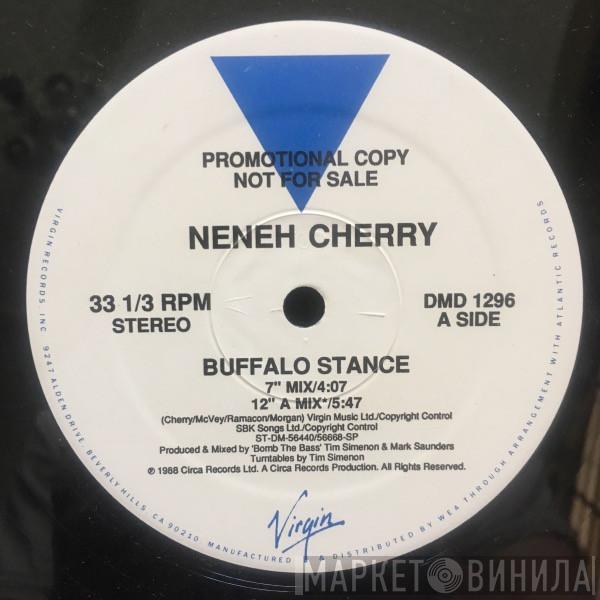 PROMOTIONAL COPY
NOT FOR SALE
NENEH CHERRY
33 1/3 RPM
STEREO
DMD 1296
A SIDE
BUFFALO STANCE
7" MIX/4:07
12" A MIX*/5:47
(Cherry/McVey/Ramacon/Morgan) Virgin Music Ltd./Copyright Control
SBK Songs Ltd./Copyright Control
ST-DM-56440/56668-SP
Produced & Mixed by 'Bomb The Bass' Tim Simenon & Mark Saunders
Turntables by Tim Simenon
℗ 1988 Circa Records Ltd. A Circa Records Production. All Rights Reserved.
Virgin
VIRGIN RECORDS INC. 9247 ALDEN DRIVE, BEVERLY HILLS, CA 90210 MANUFACTURED & DISTRIBUTED BY WEA THROUGH ARRANGEMENT WITH ATLANTIC RECORDS
МАРКЕТ ВИНИЛА